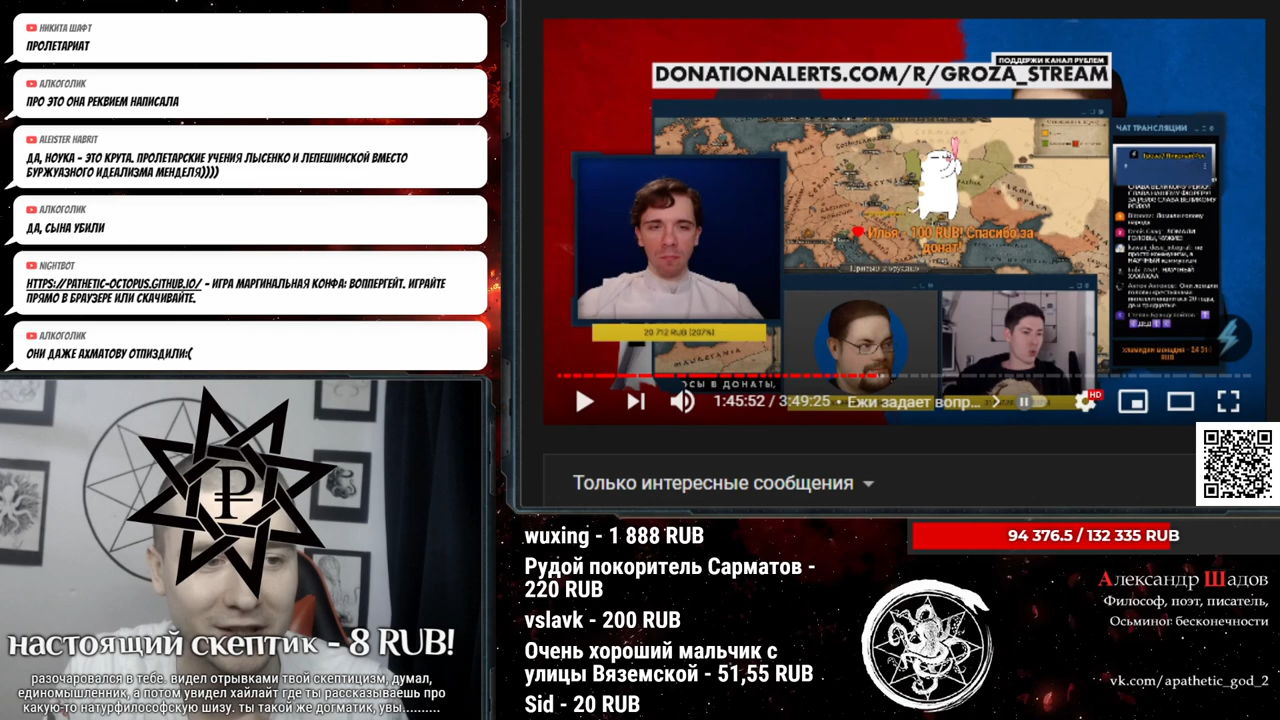 НИКИТА ШАФТ
ПРОЛЕТАРИАТ
АЛКОГОЛИК
ПРО ЭТО ОНА РЕКВИЕМ НАПИСАЛА
ALEISTER HABRIT
ДА, НОУКА - ЭТО КРУТА. ПРОЛЕТАРСКИЕ УЧЕНИЯ ЛЫСЕНКО И ЛЕПЕШИНСКОЙ ВМЕСТО
БУРЖУАЗНОГО ИДЕАЛИЗМА МЕНДЕЛЯ))))
АЛКОГОЛИК
ДА, СЫНА УБИЛИ
NIGHTBOT
HTTPS://PATHETIC-OCTOPUS.GITHUB.IO/ - ИГРА МАРГИНАЛЬНАЯ КОНФА: ВОППЕРГЕЙТ. ИГРАЙТЕ
ПРЯМО В БРАУЗЕРЕ ИЛИ СКАЧИВАЙТЕ.
АЛКОГОЛИК
ОНИ ДАЖЕ АХМАТОВУ ОТПИЗДИЛИ:(
ПОДДЕРЖИ КАНАЛ РУБЛЕМ
DONATIONALERTS.COM/R/GROZA_STREAM
ЧАТ ТРАНСЛЯЦИИ
Илья - 100 RUB! Спасибо за
донат!
20 712 RUB (207%)
ОСЫ В ДОНАТЫ,
1:45:52 / 3:49:25 • Ежи задает вопр...
HD
Только интересные сообщения
настоящий скептик - 8 RUB!
разочаровался в тебе. видел отрывками твой скептицизм, думал,
единомышленник, а потом увидел хайлайт где ты рассказываешь про
какую-то натурфилософскую шизу. ты такой же догматик, увы..........
wuxing - 1 888 RUB
Рудой покоритель Сарматов -
220 RUB
vslavk - 200 RUB
Очень хороший мальчик с
улицы Вяземской - 51,55 RUB
Sid - 20 RUB
94 376.5 / 132 335 RUB
Александр Шадов
Философ, поэт, писатель,
Осьминог бесконечности
vk.com/apathetic_god_2